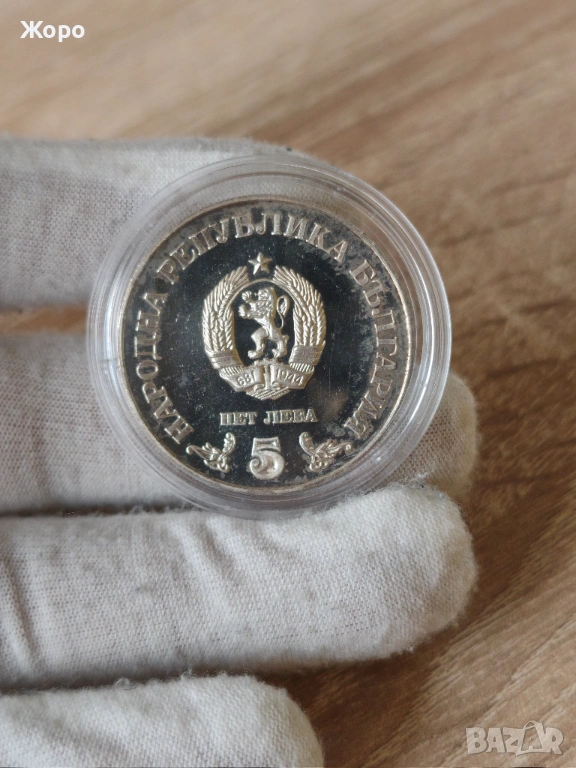 Жоро
НАРОДНА РЕПУБЛИКА БЪЛГАРИЯ
681 1944
ПЕТ ЛЕВА
5
BAZAR